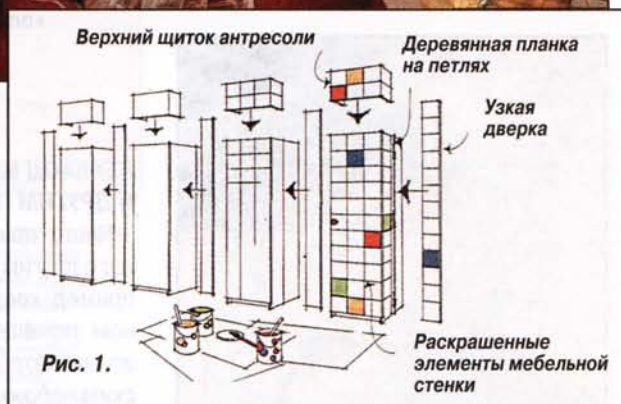 Верхний щиток антресоли
Деревянная планка
на петлях
Узкая
дверка
Раскрашенные
элементы мебельной
стенки
Рис. 1.